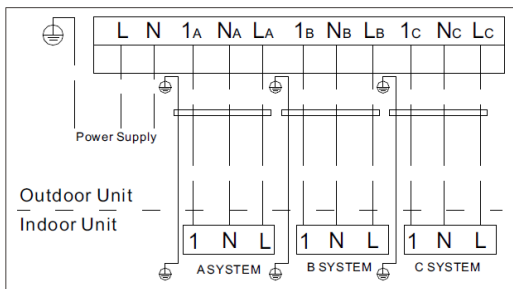 L N 1A NA LA 1B NB LB 1C NC LC
Power Supply
Outdoor Unit
Indoor Unit
1 N L 1 N L 1 N L
A SYSTEM B SYSTEM C SYSTEM